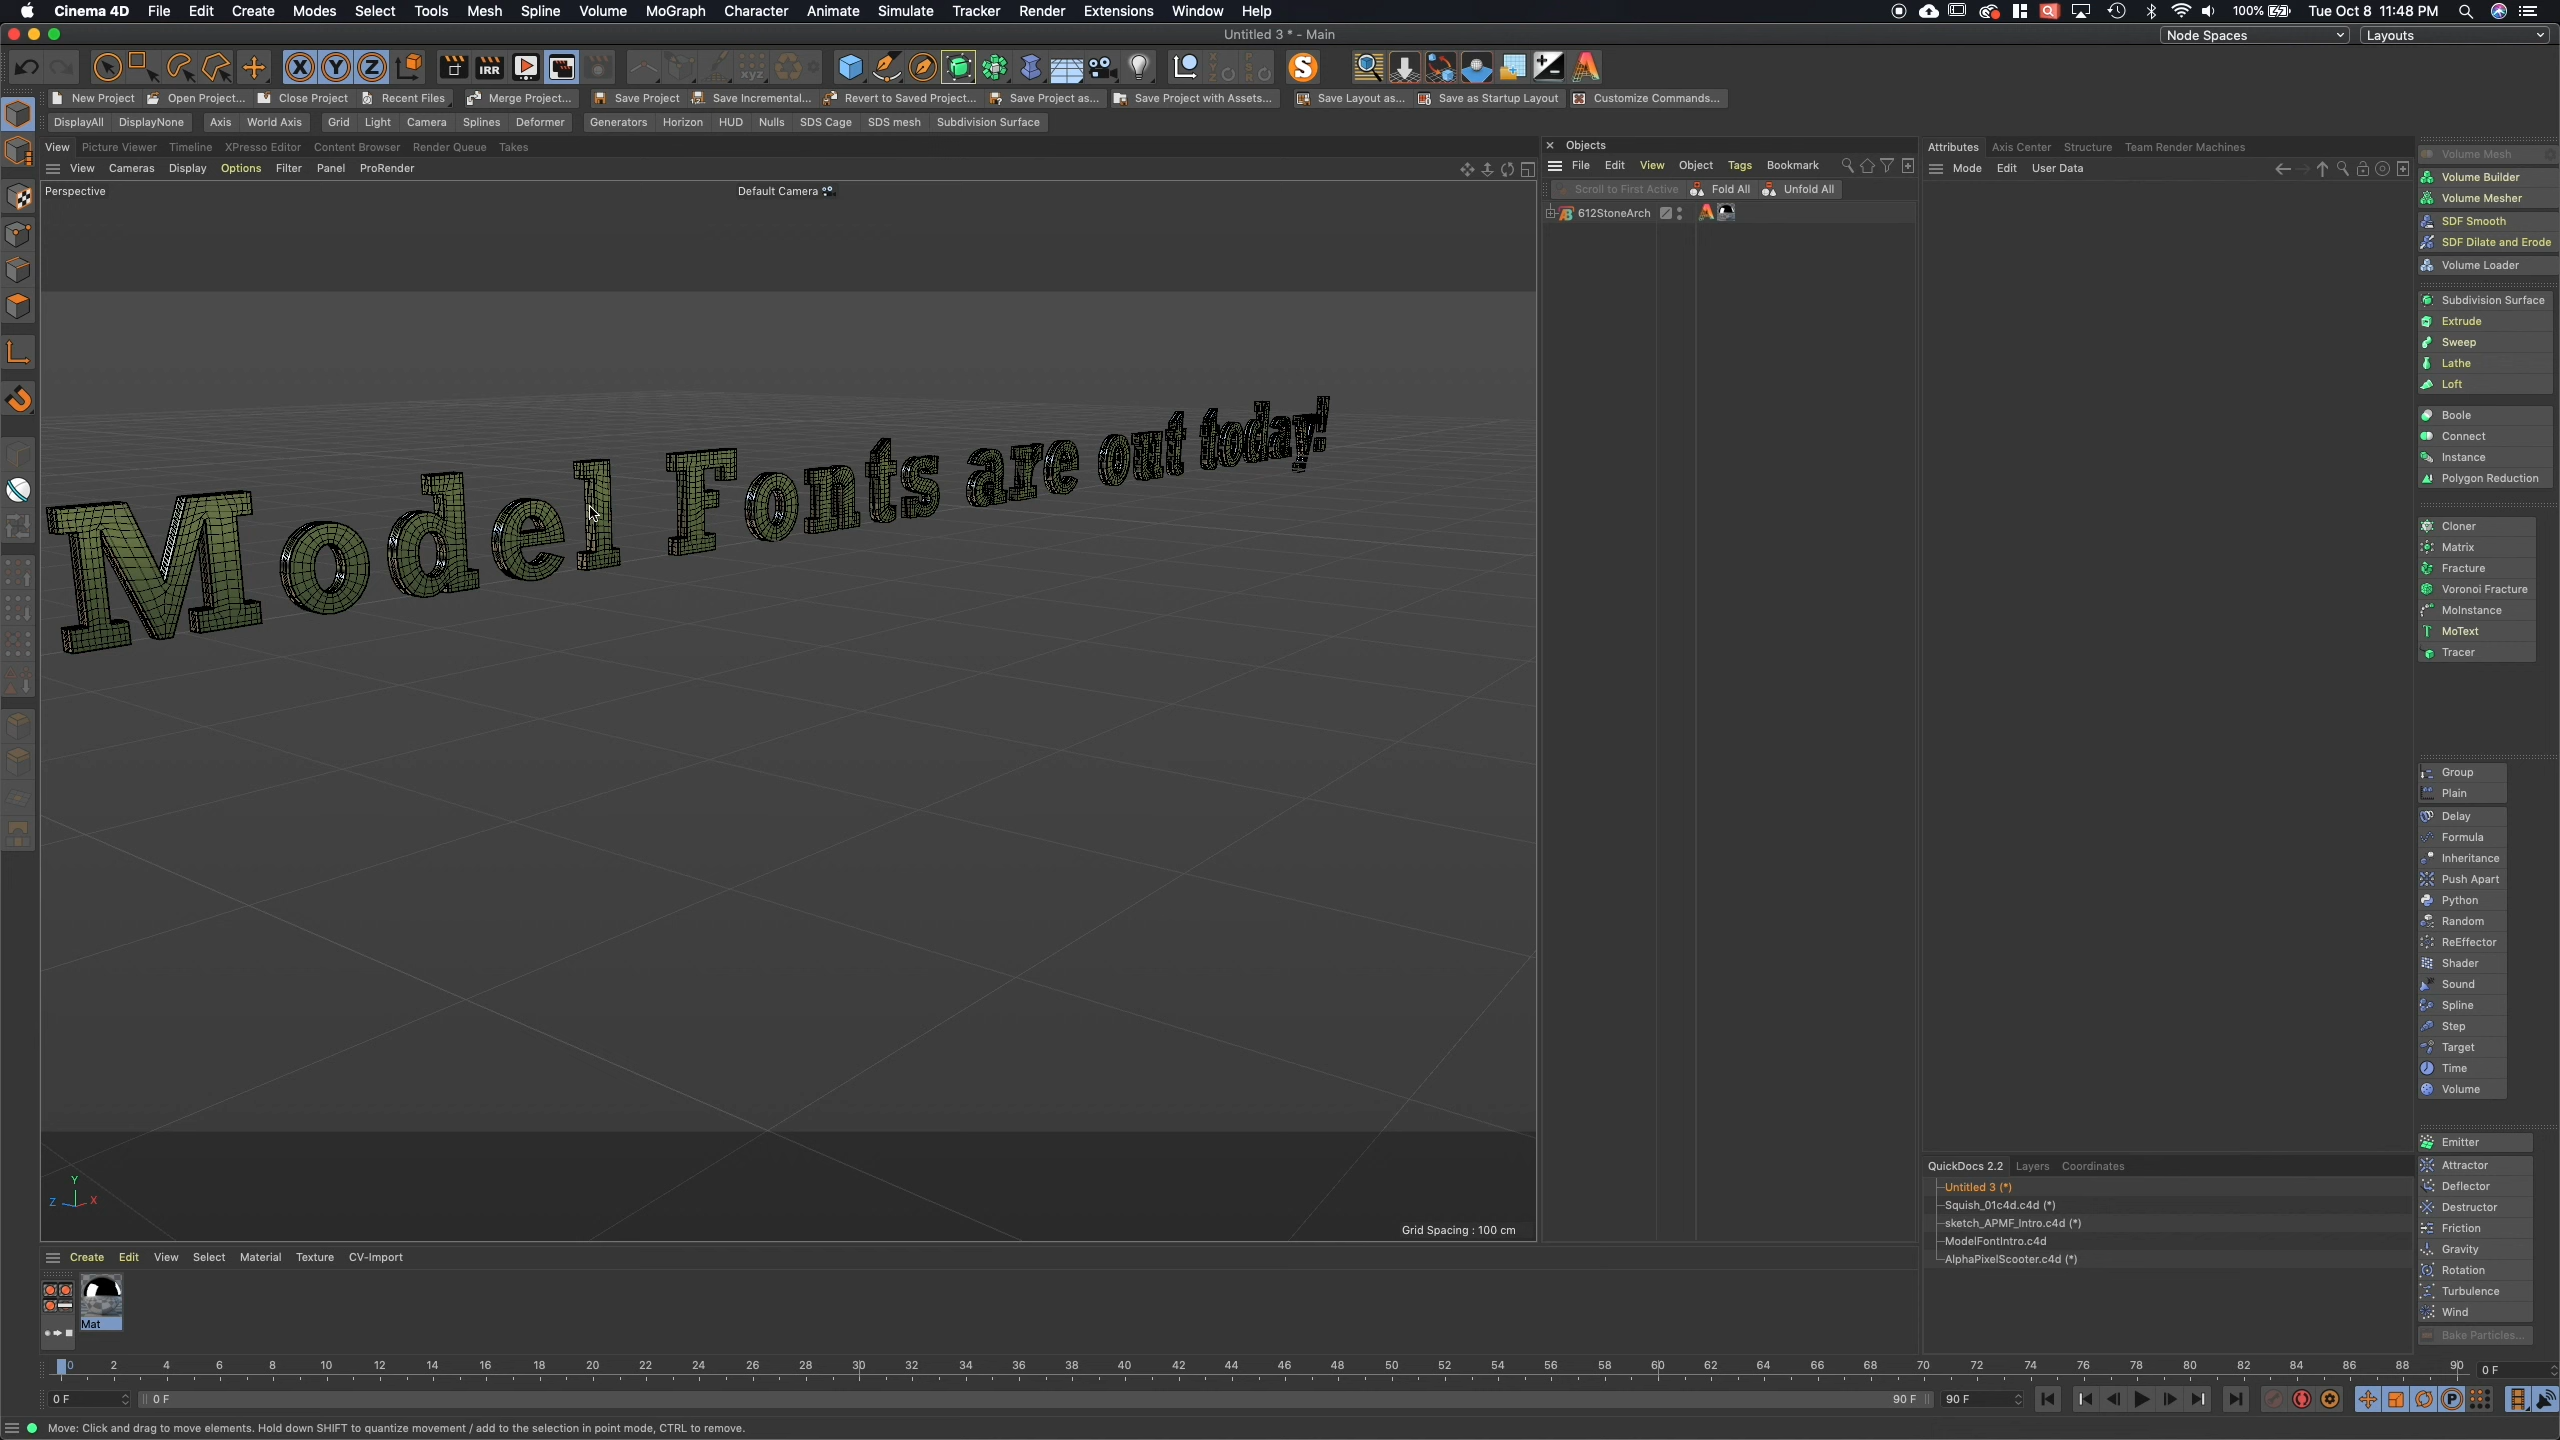 Cinema 4D File Edit Create Modes Select Tools Mesh Spline Volume MoGraph Character Animate Simulate Tracker Render Extensions Window Help 100% Tue Oct 8 11:48 PM
Untitled 3 * - Main Node Spaces Layouts
X Y Z IRR
New Project Open Project... Close Project Recent Files Merge Project... Save Project Save Incremental... Revert to Saved Project... Save Project as... Save Project with Assets... Save Layout as... Save as Startup Layout Customize Commands...
DisplayAll DisplayNone Axis World Axis Grid Light Camera Splines Deformer Generators Horizon HUD Nulls SDS Cage SDS mesh Subdivision Surface
View Picture Viewer Timeline XPresso Editor Content Browser Render Queue Takes
View Cameras Display Options Filter Panel ProRender
Perspective
Default Camera
Model Fonts are out today!
Y
Z X
Grid Spacing : 100 cm
Objects
File Edit View Object Tags Bookmark
Scroll to First Active Fold All Unfold All
612StoneArch
Attributes Axis Center Structure Team Render Machines
Mode Edit User Data
QuickDocs 2.2 Layers Coordinates
Untitled 3 (*)
Squish_01c4d.c4d (*)
sketch_APMF_Intro.c4d (*)
ModelFontIntro.c4d
AlphaPixelScooter.c4d (*)
Volume Mesh
Volume Builder
Volume Mesher
SDF Smooth
SDF Dilate and Erode
Volume Loader
Subdivision Surface
Extrude
Sweep
Lathe
Loft
Boole
Connect
Instance
Polygon Reduction
Cloner
Matrix
Fracture
Voronoi Fracture
MoInstance
MoText
Tracer
Group
Plain
Delay
Formula
Inheritance
Push Apart
Python
Random
ReEffector
Shader
Sound
Spline
Step
Target
Time
Volume
Emitter
Attractor
Deflector
Destructor
Friction
Gravity
Rotation
Turbulence
Wind
Bake Particles...
Create Edit View Select Material Texture CV-Import
Mat
0 2 4 6 8 10 12 14 16 18 20 22 24 26 28 30 32 34 36 38 40 42 44 46 48 50 52 54 56 58 60 62 64 66 68 70 72 74 76 78 80 82 84 86 88 90 0 F
0 F 0 F 90 F 90 F
Move: Click and drag to move elements. Hold down SHIFT to quantize movement / add to the selection in point mode, CTRL to remove.